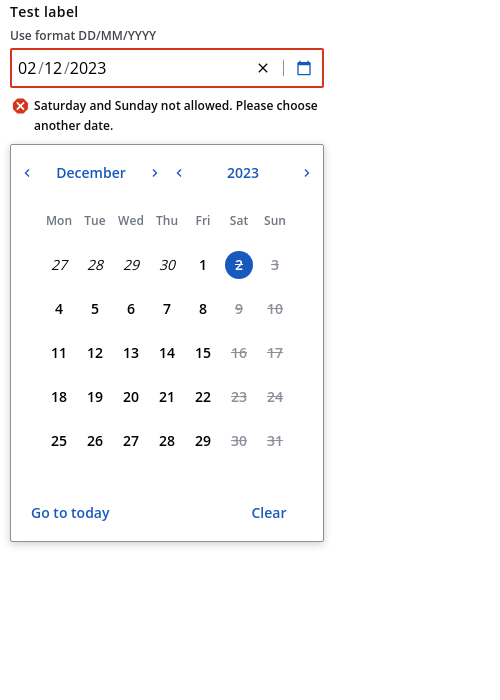 Test label
Use format DD/MM/YYYY
02/12/2023
Saturday and Sunday not allowed. Please choose
another date.
December 2023
Mon Tue Wed Thu Fri Sat Sun
27 28 29 30 1 2 3
4 5 6 7 8 9 10
11 12 13 14 15 16 17
18 19 20 21 22 23 24
25 26 27 28 29 30 31
Go to today Clear